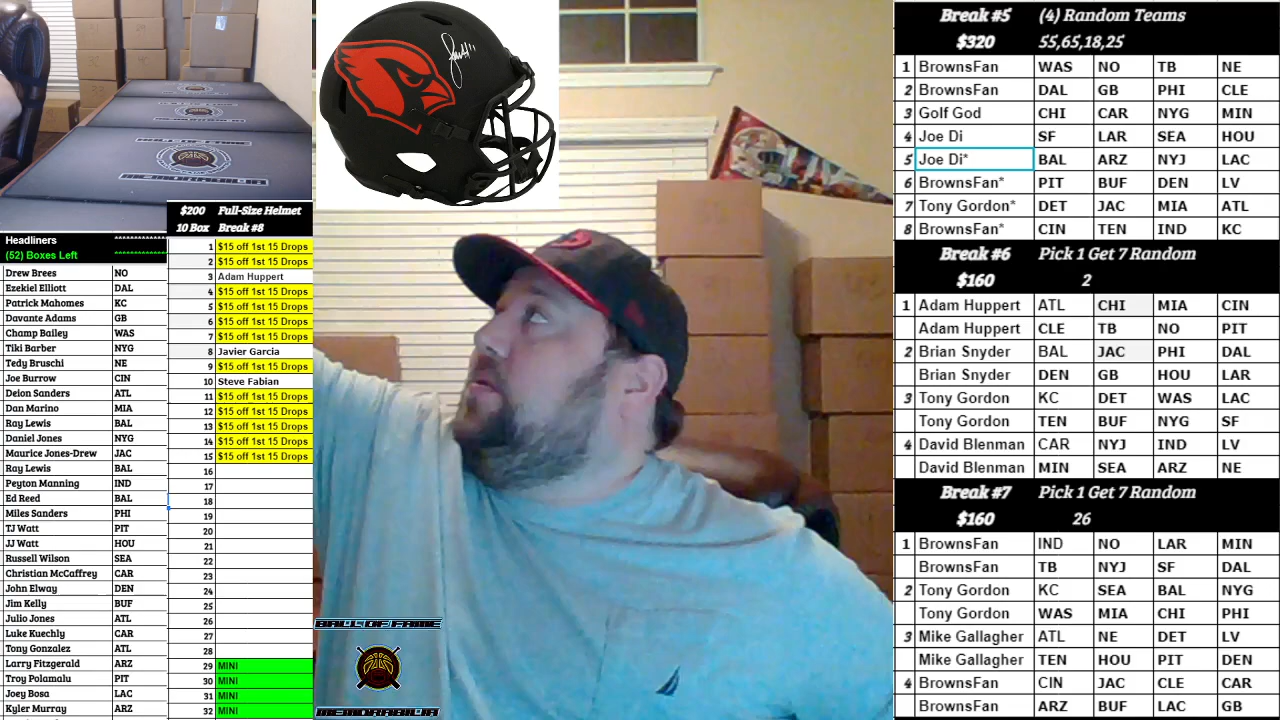 $200 Full-Size Helmet
10 Box Break #8
1 $15 off 1st 15 Drops
2 $15 off 1st 15 Drops
3 Adam Huppert
4 $15 off 1st 15 Drops
5 $15 off 1st 15 Drops
6 $15 off 1st 15 Drops
7 $15 off 1st 15 Drops
8 Javier Garcia
9 $15 off 1st 15 Drops
10 Steve Fabian
11 $15 off 1st 15 Drops
12 $15 off 1st 15 Drops
13 $15 off 1st 15 Drops
14 $15 off 1st 15 Drops
15 $15 off 1st 15 Drops
16
17
18
19
20
21
22
23
24
25
26
27
28
29 MINI
30 MINI
31 MINI
32 MINI
Headliners **********
(52) Boxes Left **********
Drew Brees NO
Ezekiel Elliott DAL
Patrick Mahomes KC
Davante Adams GB
Champ Bailey WAS
Tiki Barber NYG
Tedy Bruschi NE
Joe Burrow CIN
Deion Sanders ATL
Dan Marino MIA
Ray Lewis BAL
Daniel Jones NYG
Maurice Jones-Drew JAC
Ray Lewis BAL
Peyton Manning IND
Ed Reed BAL
Miles Sanders PHI
TJ Watt PIT
JJ Watt HOU
Russell Wilson SEA
Christian McCaffrey CAR
John Elway DEN
Jim Kelly BUF
Julio Jones ATL
Luke Kuechly CAR
Tony Gonzalez ATL
Larry Fitzgerald ARZ
Troy Polamalu PIT
Joey Bosa LAC
Kyler Murray ARZ
BALLS OF FAME
MEMORABILIA
Break #5 (4) Random Teams
$320 55,65,18,25
1 BrownsFan WAS NO TB NE
2 BrownsFan DAL GB PHI CLE
3 Golf God CHI CAR NYG MIN
4 Joe Di SF LAR SEA HOU
5 Joe Di* BAL ARZ NYJ LAC
6 BrownsFan* PIT BUF DEN LV
7 Tony Gordon* DET JAC MIA ATL
8 BrownsFan* CIN TEN IND KC
Break #6 Pick 1 Get 7 Random
$160 2
1 Adam Huppert ATL CHI MIA CIN
Adam Huppert CLE TB NO PIT
2 Brian Snyder BAL JAC PHI DAL
Brian Snyder DEN GB HOU LAR
3 Tony Gordon KC DET WAS LAC
Tony Gordon TEN BUF NYG SF
4 David Blenman CAR NYJ IND LV
David Blenman MIN SEA ARZ NE
Break #7 Pick 1 Get 7 Random
$160 26
1 BrownsFan IND NO LAR MIN
BrownsFan TB NYJ SF DAL
2 Tony Gordon KC SEA BAL NYG
Tony Gordon WAS MIA CHI PHI
3 Mike Gallagher ATL NE DET LV
Mike Gallagher TEN HOU PIT DEN
4 BrownsFan CIN JAC CLE CAR
BrownsFan ARZ BUF LAC GB